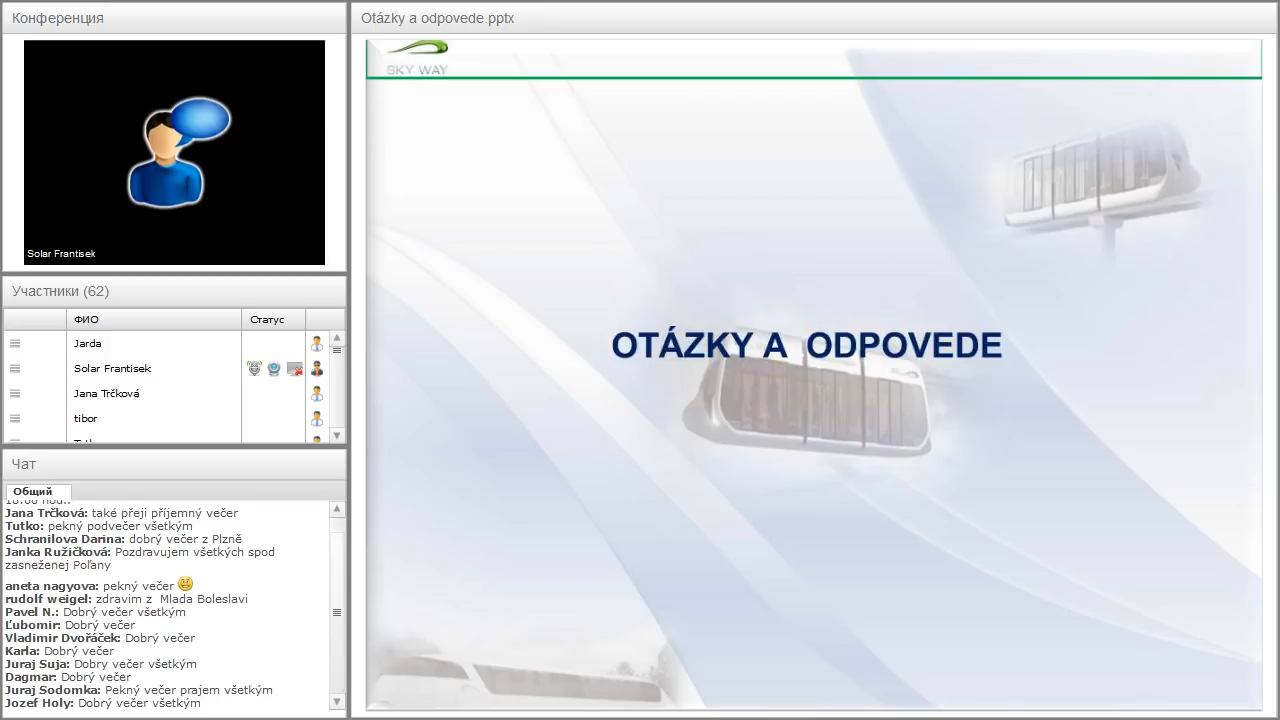 Конференция
Solar Frantisek
Участники (62)
ФИО
Статус
Jarda
Solar Frantisek
Jana Trčková
tibor
Чат
Общий
Jana Trčková: také přeji příjemný večer
Tutko: pekný podvečer všetkým
Schranilova Darina: dobrý večer z Plzně
Janka Ružičková: Pozdravujem všetkých spod
zasneženej Poľany
aneta nagyova: pekný večer
rudolf weigel: zdravim z Mlada Boleslavi
Pavel N.: Dobrý večer všetkým
Ľubomir: Dobrý večer
Vladimir Dvořáček: Dobrý večer
Karla: Dobrý večer
Juraj Suja: Dobry večer všetkým
Dagmar: Dobrý večer
Juraj Sodomka: Pekný večer prajem všetkým
Jozef Holy: Dobrý večer všetkým
Otázky a odpovede.pptx
SKY WAY
OTÁZKY A ODPOVEDE